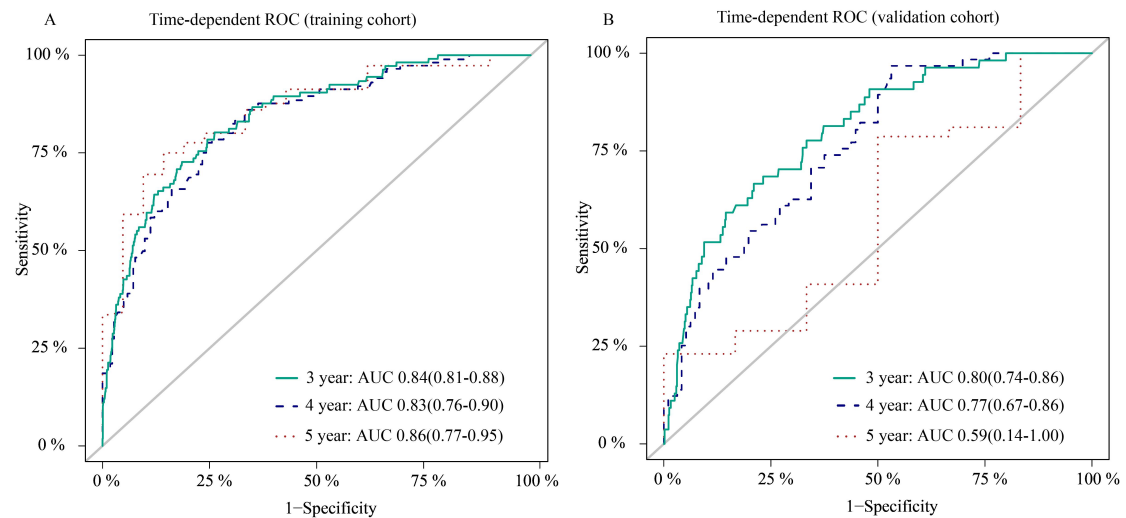 A
Time-dependent ROC (training cohort)
100 %
75 %
50 %
25 %
0 %
Sensitivity
3 year: AUC 0.84(0.81-0.88)
4 year: AUC 0.83(0.76-0.90)
5 year: AUC 0.86(0.77-0.95)
0 %
25 %
50 %
75 %
100 %
1−Specificity
B
Time-dependent ROC (validation cohort)
100 %
75 %
50 %
25 %
0 %
Sensitivity
3 year: AUC 0.80(0.74-0.86)
4 year: AUC 0.77(0.67-0.86)
5 year: AUC 0.59(0.14-1.00)
0 %
25 %
50 %
75 %
100 %
1−Specificity